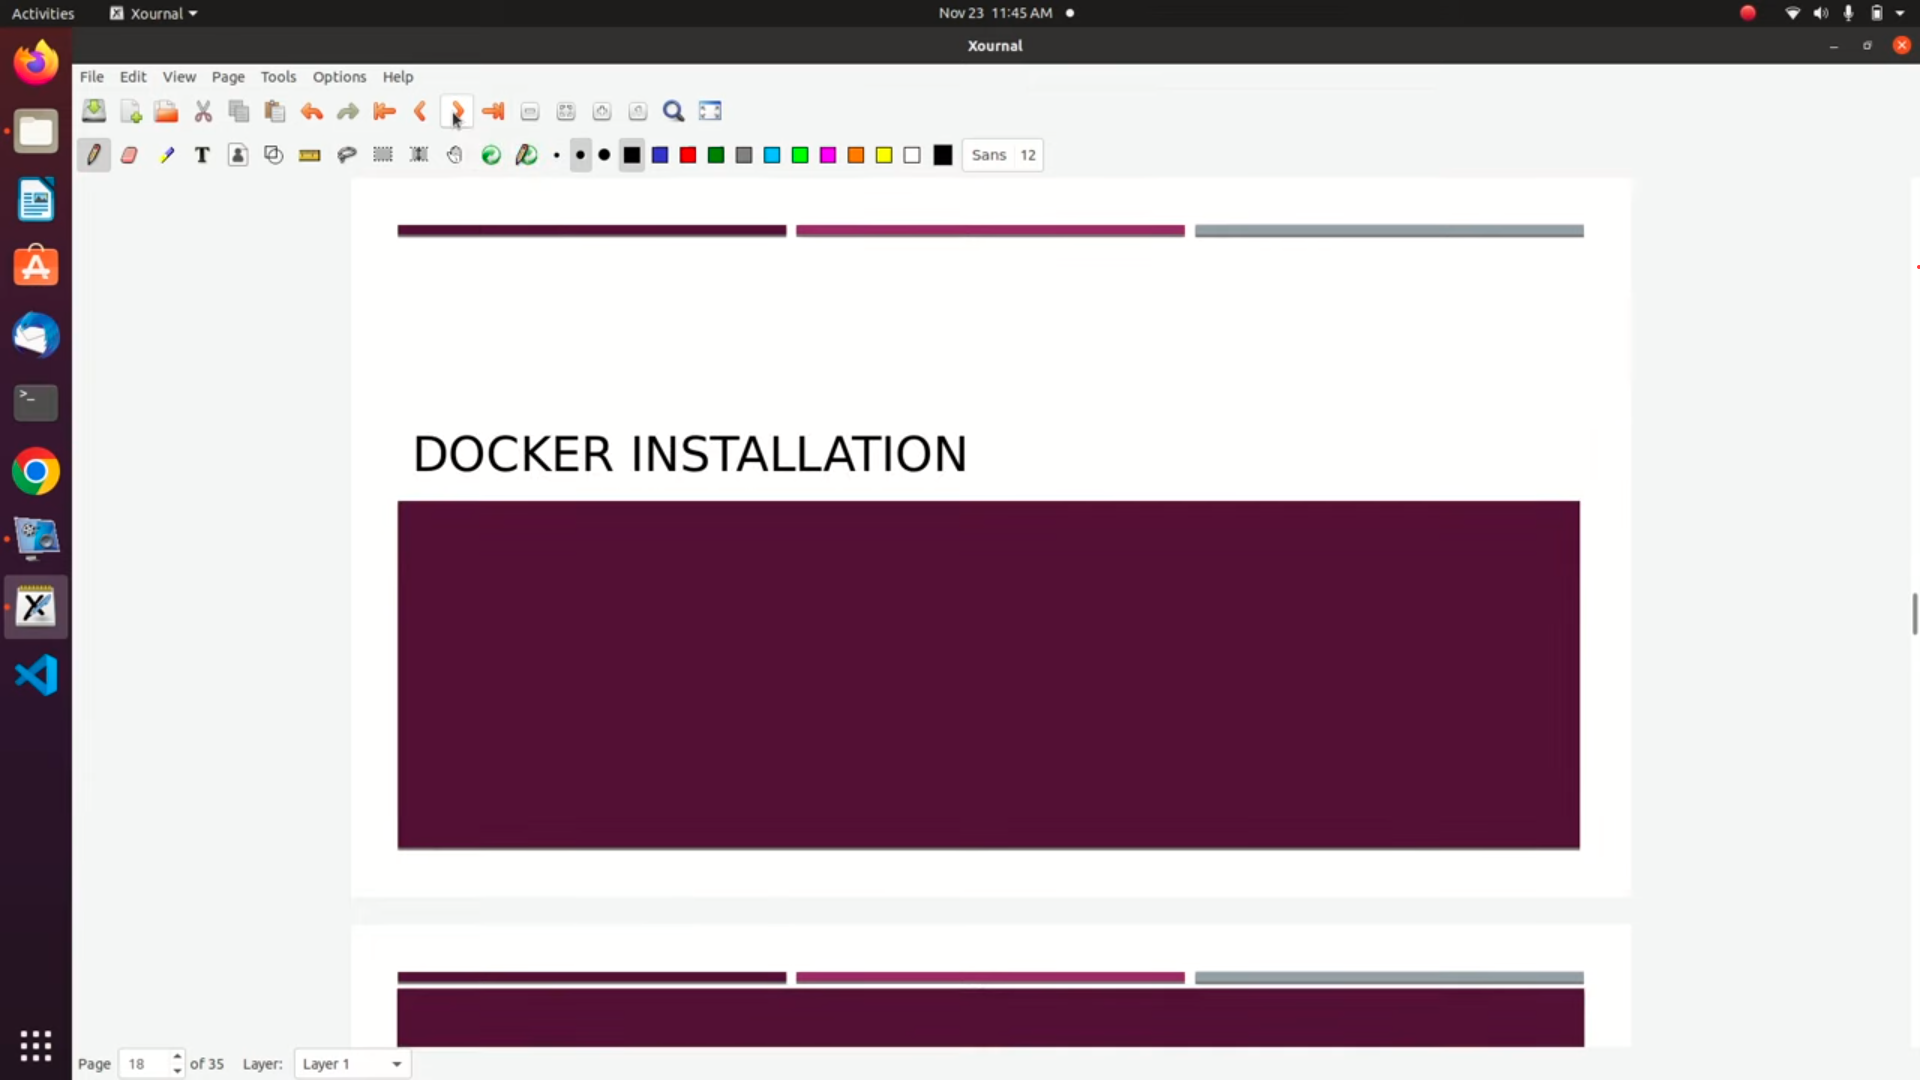 Activities
Xournal
Nov 23 11:45 AM
Xournal
File Edit View Page Tools Options Help
T
Sans 12
DOCKER INSTALLATION
Page 18 of 35 Layer: Layer 1